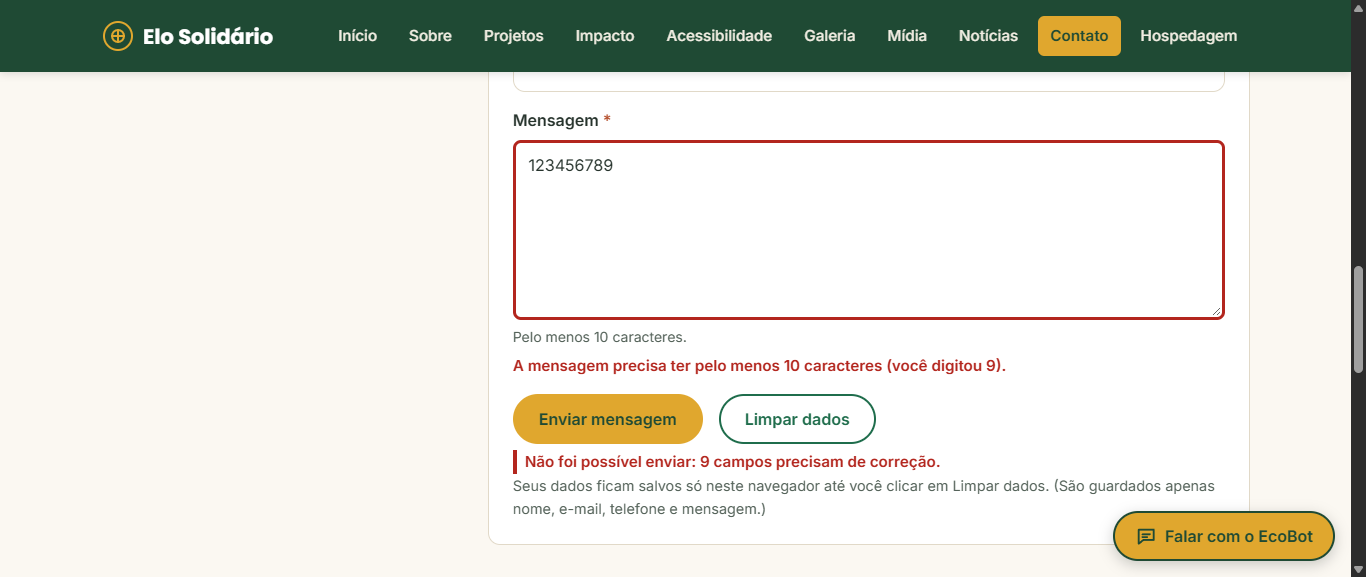 Elo Solidário
Início Sobre Projetos Impacto Acessibilidade Galeria Mídia Notícias Contato Hospedagem
Mensagem *
123456789
Pelo menos 10 caracteres.
A mensagem precisa ter pelo menos 10 caracteres (você digitou 9).
Enviar mensagem Limpar dados
Não foi possível enviar: 9 campos precisam de correção.
Seus dados ficam salvos só neste navegador até você clicar em Limpar dados. (São guardados apenas
nome, e-mail, telefone e mensagem.)
Falar com o EcoBot